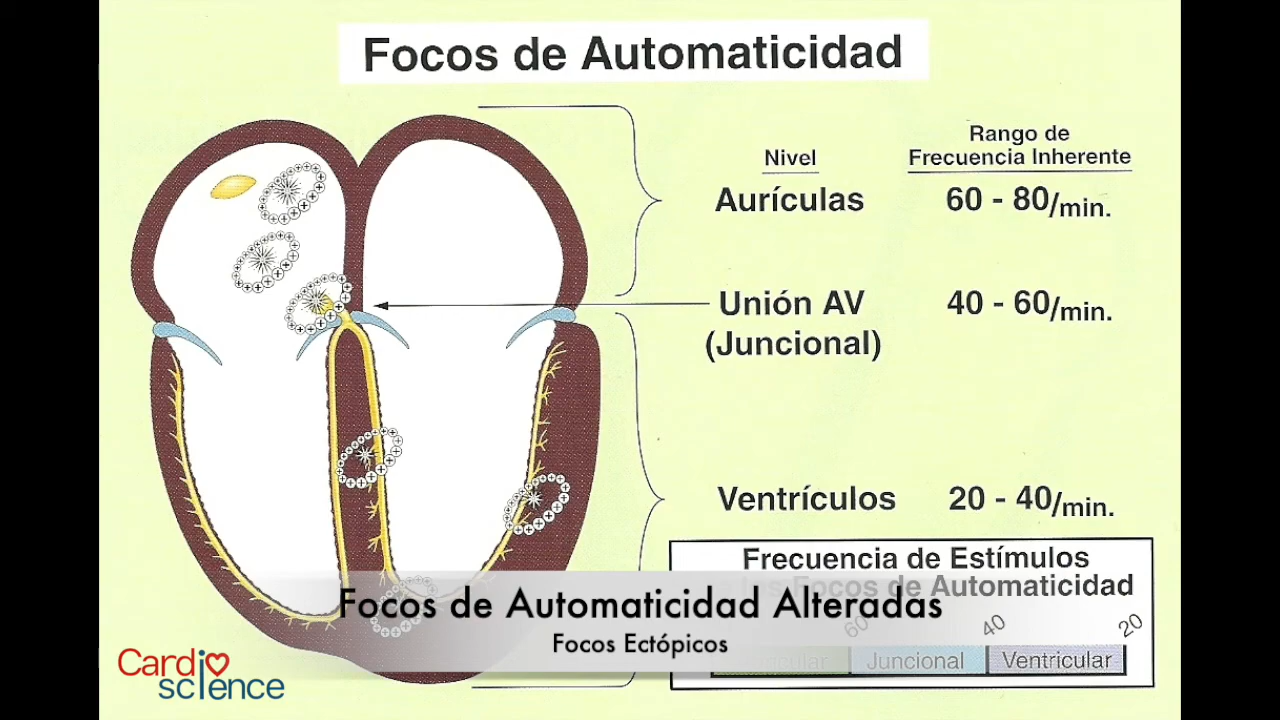 Focos de Automaticidad
Nivel
Rango de
Frecuencia Inherente
Aurículas
60 - 80/min.
Unión AV
(Juncional)
40 - 60/min.
Ventrículos
20 - 40/min.
Frecuencia de Estímulos
Focos de Automaticidad
60
40
20
Juncional
Ventricular
Focos de Automaticidad Alteradas
Focos Ectópicos
Cardio
science